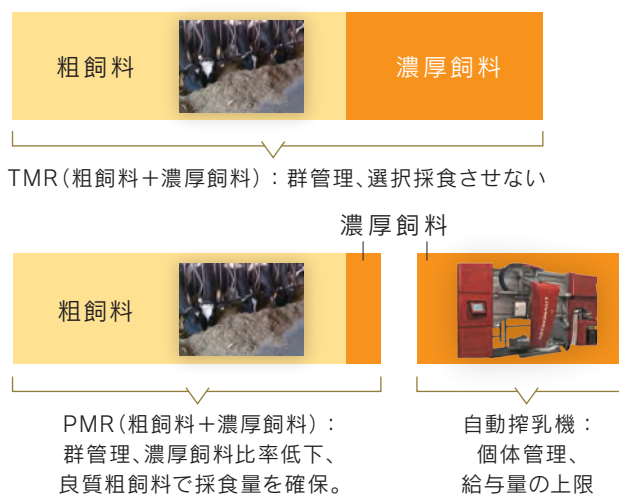 粗飼料
濃厚飼料
TMR(粗飼料+濃厚飼料):群管理、選択採食させない
濃厚飼料
粗飼料
PMR(粗飼料+濃厚飼料):
群管理、濃厚飼料比率低下、
良質粗飼料で採食量を確保。
自動搾乳機:
個体管理、
給与量の上限